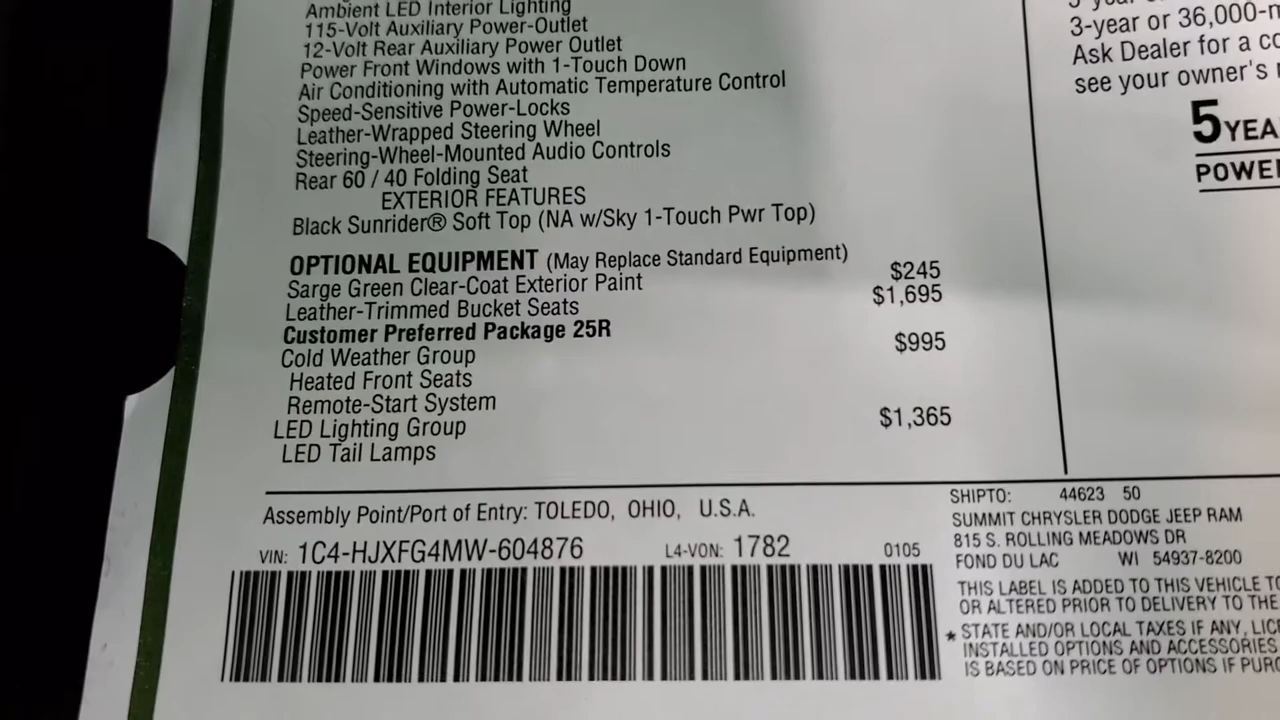 Ambient LED Interior Lighting
115-Volt Auxiliary Power-Outlet
12-Volt Rear Auxiliary Power Outlet
Power Front Windows with 1-Touch Down
Air Conditioning with Automatic Temperature Control
Speed-Sensitive Power-Locks
Leather-Wrapped Steering Wheel
Steering-Wheel-Mounted Audio Controls
Rear 60 / 40 Folding Seat
EXTERIOR FEATURES
Black Sunrider® Soft Top (NA w/Sky 1-Touch Pwr Top)
OPTIONAL EQUIPMENT (May Replace Standard Equipment)
Sarge Green Clear-Coat Exterior Paint $245
Leather-Trimmed Bucket Seats $1,695
Customer Preferred Package 25R
Cold Weather Group $995
Heated Front Seats
Remote-Start System
LED Lighting Group $1,365
LED Tail Lamps
Assembly Point/Port of Entry: TOLEDO, OHIO, U.S.A.
VIN: 1C4-HJXFG4MW-604876 L4-VON: 1782 0105
3-year or 36,000-m
Ask Dealer for a co
see your owner's
5 YEA
POWE
SHIPTO: 44623 50
SUMMIT CHRYSLER DODGE JEEP RAM
815 S. ROLLING MEADOWS DR
FOND DU LAC WI 54937-8200
THIS LABEL IS ADDED TO THIS VEHICLE TO
OR ALTERED PRIOR TO DELIVERY TO THE
* STATE AND/OR LOCAL TAXES IF ANY, LICE
INSTALLED OPTIONS AND ACCESSORIES
IS BASED ON PRICE OF OPTIONS IF PURC